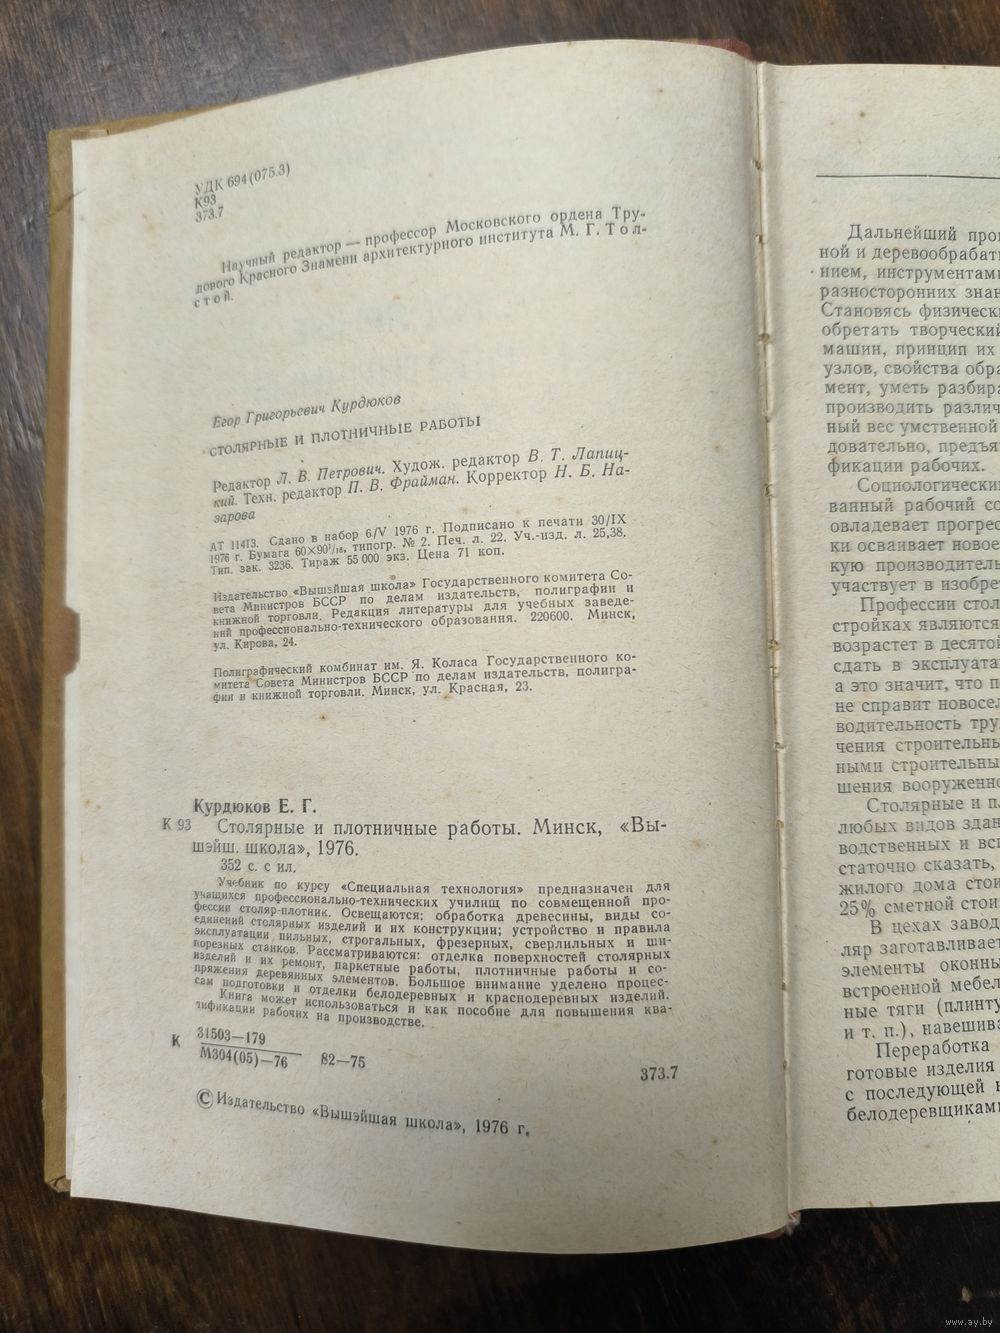 УДК 694(075.3)
К93
373.7
Научный редактор — профессор Московского ордена Тру-
дового Красного Знамени архитектурного института М. Г. Тол-
стой.
Егор Григорьевич Курдюков
СТОЛЯРНЫЕ И ПЛОТНИЧНЫЕ РАБОТЫ
Редактор Л. В. Петрович. Худож. редактор В. Т. Лапиц-
кий. Техн. редактор П. В. Фрайман. Корректор Н. Б. На-
зарова
АТ 11413. Сдано в набор 6/V 1976 г. Подписано к печати 30/IX
1976 г. Бумага 60×90¹/₁₆, типогр. № 2. Печ. л. 22. Уч.-изд. л. 25,38.
Тип. зак. 3236. Тираж 55 000 экз. Цена 71 коп.
Издательство «Вышэйшая школа» Государственного комитета Со-
вета Министров БССР по делам издательств, полиграфии и
книжной торговли. Редакция литературы для учебных заведе-
ний профессионально-технического образования. 220600. Минск,
ул. Кирова, 24.
Полиграфический комбинат им. Я. Коласа Государственного ко-
митета Совета Министров БССР по делам издательств, полигра-
фии и книжной торговли. Минск, ул. Красная, 23.
Курдюков Е. Г.
К 93 Столярные и плотничные работы. Минск, «Вы-
шэйш. школа», 1976.
352 с. с ил.
Учебник по курсу «Специальная технология» предназначен для
учащихся профессионально-технических училищ по совмещенной про-
фессии столяр-плотник. Освещаются: обработка древесины, виды со-
единений столярных изделий и их конструкции; устройство и правила
эксплуатации пильных, строгальных, фрезерных, сверлильных и ши-
порезных станков. Рассматриваются: отделка поверхностей столярных
изделий и их ремонт, паркетные работы, плотничные работы и со-
пряжения деревянных элементов. Большое внимание уделено процес-
сам подготовки и отделки белодеревных и краснодеревных изделий.
Книга может использоваться и как пособие для повышения ква-
лификации рабочих на производстве.
К 31503—179
М304(05)—76 82—75
373.7
© Издательство «Вышэйшая школа», 1976 г.
Дальнейший
ной и деревообрабат
нием, инструментам
разносторонних знан
Становясь физическ
обретать творческий
машин, принцип их
узлов, свойства обра
мент, уметь разбира
производить различ
ный вес умственной
довательно, предъя
фикации рабочих.
Социологически
ванный рабочий со
овладевает прогрес
ки осваивает новое
кую производитель
участвует в изобре
Профессии стол
стройках являются
возрастет в десятой
сдать в эксплуата
а это значит, что п
не справит новосел
водительность тру
чения строительн
ными строительны
шения вооруженн
Столярные и пл
любых видов здан
водственных и всп
статочно сказать,
жилого дома стои
25% сметной стои
В цехах завод
ляр заготавливает
элементы оконны
встроенной мебел
ные тяги (плинту
и т. п.), навешива
Переработка
готовые изделия
с последующей
белодеревщиками
www.ay.by